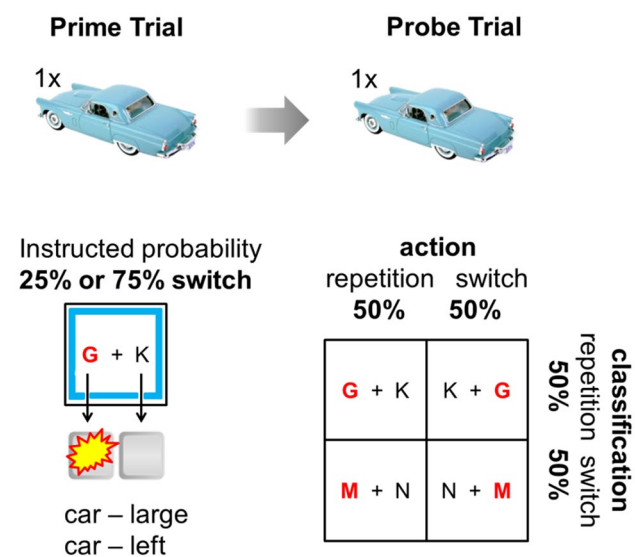 Prime Trial
Probe Trial
1x
1x
Instructed probability
25% or 75% switch
G + K
car – large
car – left
action
repetition switch
50% 50%
G + K
K + G
M + N
N + M
classification
repetition switch
50% 50%